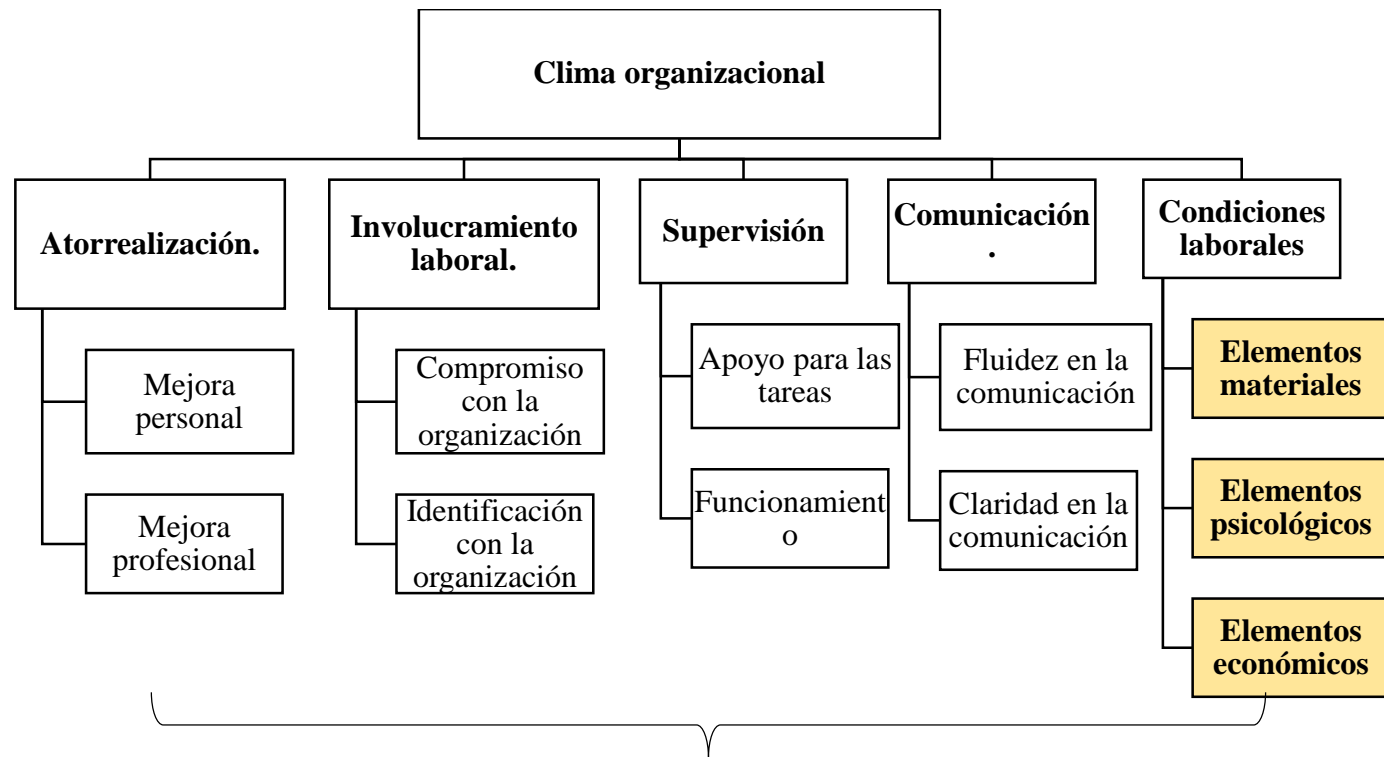 Clima organizacional
Atorrealización.
Mejora
personal
Mejora
profesional
Involucramiento
laboral.
Compromiso
con la
organización
Identificación
con la
organización
Supervisión
Apoyo para las
tareas
Funcionamient
o
Comunicación
.
Fluidez en la
comunicación
Claridad en la
comunicación
Condiciones
laborales
Elementos
materiales
Elementos
psicológicos
Elementos
económicos